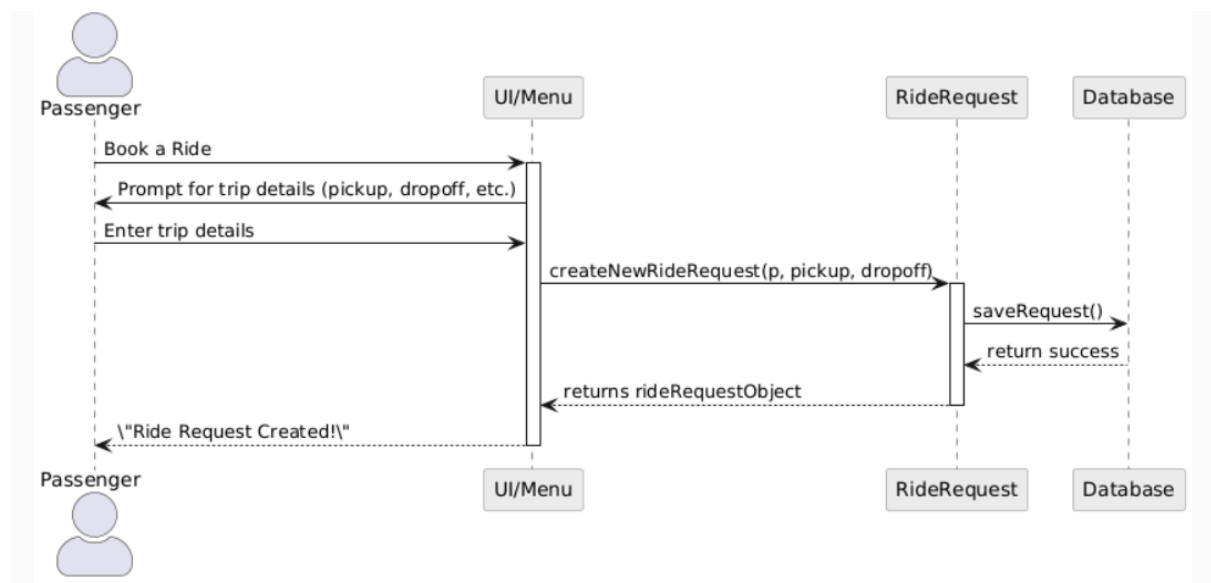 Passenger
UI/Menu
RideRequest
Database
Book a Ride
Prompt for trip details (pickup, dropoff, etc.)
Enter trip details
createNewRideRequest(p, pickup, dropoff)
saveRequest()
return success
returns rideRequestObject
\"Ride Request Created!\"
Passenger
UI/Menu
RideRequest
Database